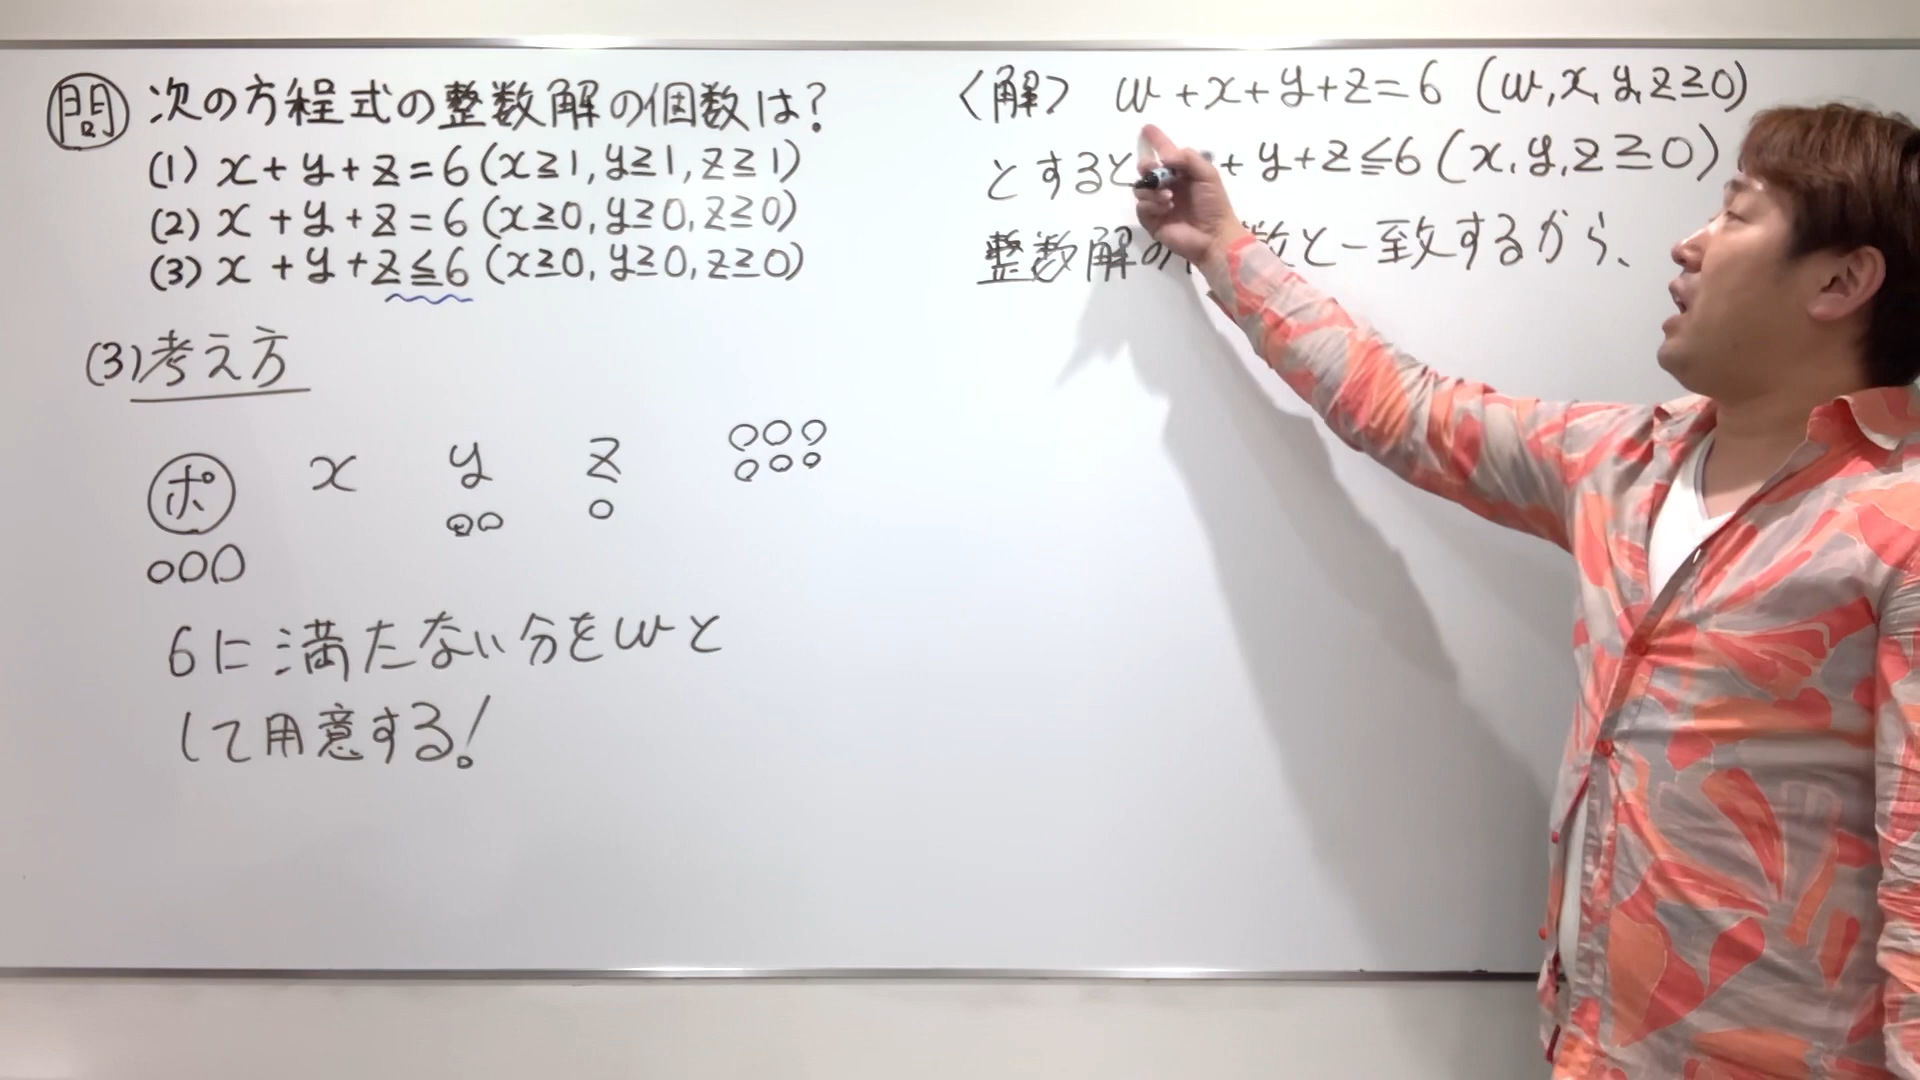 問 次の方程式の整数解の個数は?
(1) x+y+z=6(x≧1, y≧1, z≧1)
(2) x+y+z=6(x≧0, y≧0, z≧0)
(3) x+y+z≦6(x≧0, y≧0, z≧0)
(3)考え方
ポ x y z
6に満たない分をwと
して用意する!
<解> w+x+y+z=6 (w,x,y,z≧0)
とすると +y+z≦6(x,y,z≧0)
整数解の 数と一致するから、